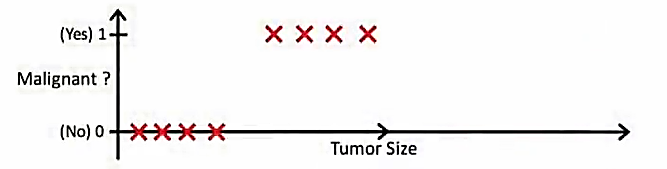 (Yes) 1
Malignant ?
(No) 0
Tumor Size